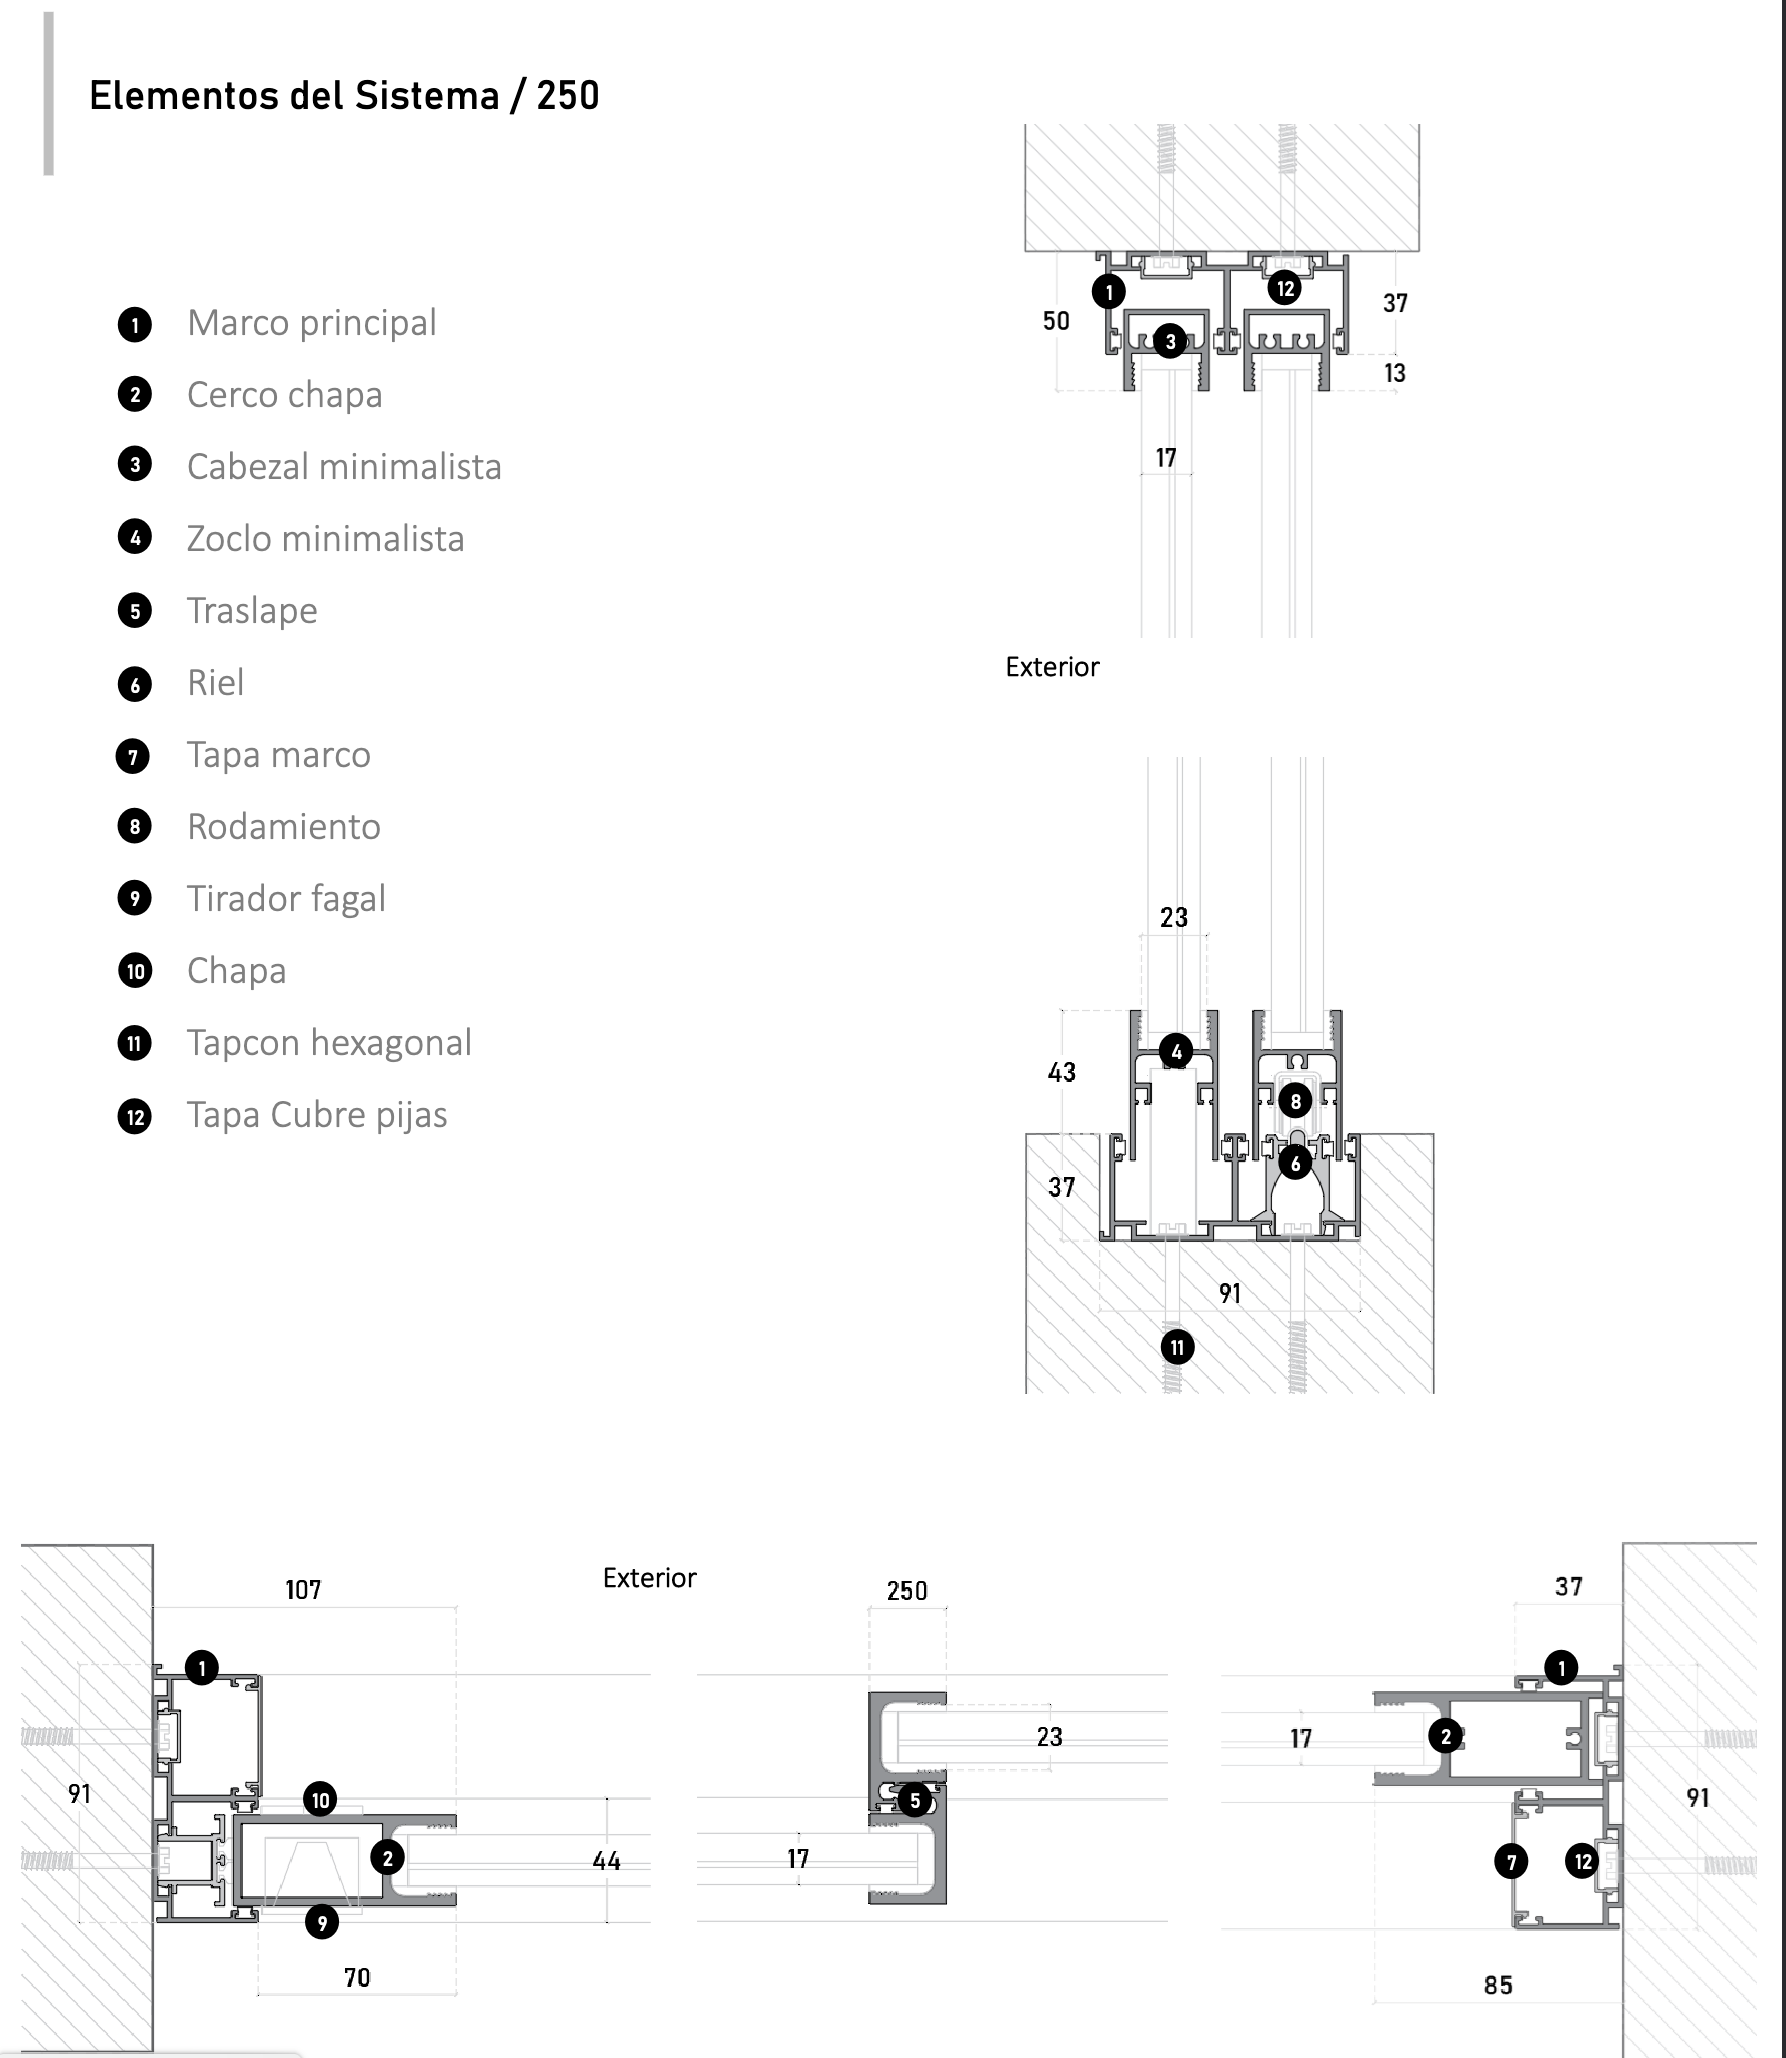 Elementos del Sistema / 250
1 Marco principal
2 Cerco chapa
3 Cabezal minimalista
4 Zoclo minimalista
5 Traslape
6 Riel
7 Tapa marco
8 Rodamiento
9 Tirador fagal
10 Chapa
11 Tapcon hexagonal
12 Tapa Cubre pijas
1
12
50
37
3
13
17
Exterior
23
4
43
8
6
37
91
11
Exterior
107
250
37
1
1
23
17
2
91
10
5
91
2
44
17
7
12
9
70
85